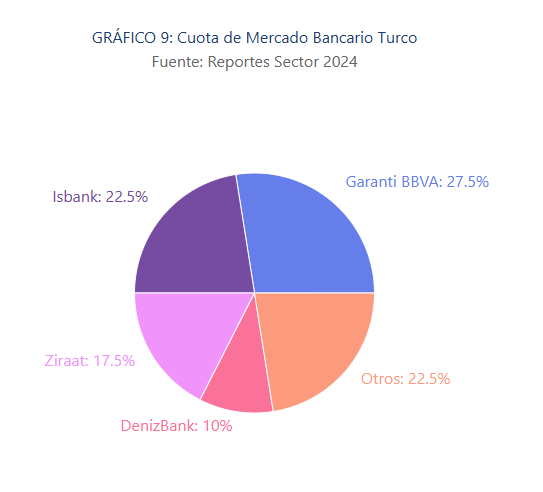 GRÁFICO 9: Cuota de Mercado Bancario Turco
Fuente: Reportes Sector 2024
Garanti BBVA: 27.5%
Isbank: 22.5%
Ziraat: 17.5%
Otros: 22.5%
DenizBank: 10%